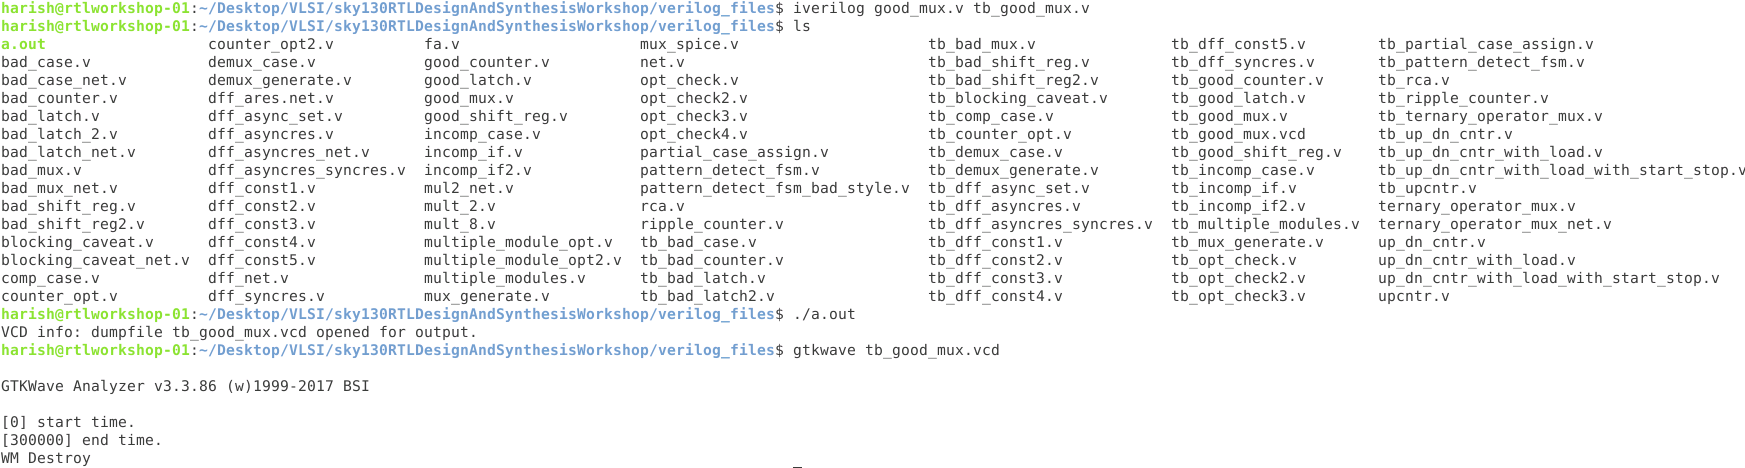 harish@rtlworkshop-01:~/Desktop/VLSI/sky130RTLDesignAndSynthesisWorkshop/verilog_files$ iverilog good_mux.v tb_good_mux.v
harish@rtlworkshop-01:~/Desktop/VLSI/sky130RTLDesignAndSynthesisWorkshop/verilog_files$ ls
a.out counter_opt2.v fa.v mux_spice.v tb_bad_mux.v tb_dff_const5.v tb_partial_case_assign.v
bad_case.v demux_case.v good_counter.v net.v tb_bad_shift_reg.v tb_dff_syncres.v tb_pattern_detect_fsm.v
bad_case_net.v demux_generate.v good_latch.v opt_check.v tb_bad_shift_reg2.v tb_good_counter.v tb_rca.v
bad_counter.v dff_ares.net.v good_mux.v opt_check2.v tb_blocking_caveat.v tb_good_latch.v tb_ripple_counter.v
bad_latch.v dff_async_set.v good_shift_reg.v opt_check3.v tb_comp_case.v tb_good_mux.v tb_ternary_operator_mux.v
bad_latch_2.v dff_asyncres.v incomp_case.v opt_check4.v tb_counter_opt.v tb_good_mux.vcd tb_up_dn_cntr.v
bad_latch_net.v dff_asyncres_net.v incomp_if.v partial_case_assign.v tb_demux_case.v tb_good_shift_reg.v tb_up_dn_cntr_with_load.v
bad_mux.v dff_asyncres_syncres.v incomp_if2.v pattern_detect_fsm.v tb_demux_generate.v tb_incomp_case.v tb_up_dn_cntr_with_load_with_start_stop.v
bad_mux_net.v dff_const1.v mul2_net.v pattern_detect_fsm_bad_style.v tb_dff_async_set.v tb_incomp_if.v tb_upcntr.v
bad_shift_reg.v dff_const2.v mult_2.v rca.v tb_dff_asyncres.v tb_incomp_if2.v ternary_operator_mux.v
bad_shift_reg2.v dff_const3.v mult_8.v ripple_counter.v tb_dff_asyncres_syncres.v tb_multiple_modules.v ternary_operator_mux_net.v
blocking_caveat.v dff_const4.v multiple_module_opt.v tb_bad_case.v tb_dff_const1.v tb_mux_generate.v up_dn_cntr.v
blocking_caveat_net.v dff_const5.v multiple_module_opt2.v tb_bad_counter.v tb_dff_const2.v tb_opt_check.v up_dn_cntr_with_load.v
comp_case.v dff_net.v multiple_modules.v tb_bad_latch.v tb_dff_const3.v tb_opt_check2.v up_dn_cntr_with_load_with_start_stop.v
counter_opt.v dff_syncres.v mux_generate.v tb_bad_latch2.v tb_dff_const4.v tb_opt_check3.v upcntr.v
harish@rtlworkshop-01:~/Desktop/VLSI/sky130RTLDesignAndSynthesisWorkshop/verilog_files$ ./a.out
VCD info: dumpfile tb_good_mux.vcd opened for output.
harish@rtlworkshop-01:~/Desktop/VLSI/sky130RTLDesignAndSynthesisWorkshop/verilog_files$ gtkwave tb_good_mux.vcd
GTKWave Analyzer v3.3.86 (w)1999-2017 BSI
[0] start time.
[300000] end time.
WM Destroy